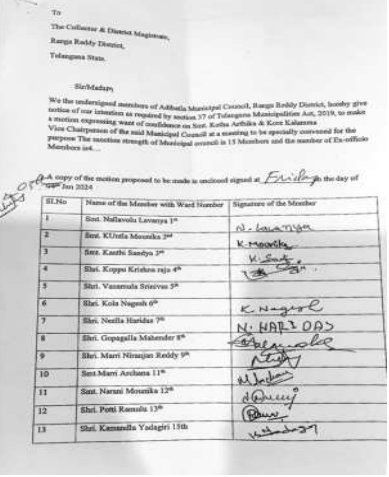 To
The Collector & District Magistrate,
Ranga Reddy District,
Telangana State.
Sir/Madam,
We the undersigned members of Adibatla Municipal Council, Ranga Reddy District, hereby give
notice of our intention as required by section 37 of Telangana Municipalities Act, 2019, to make
a motion expressing want of confidence on Smt. Kotha Arthika & Kore Kalamma
Vice Chairperson of the said Municipal Council at a meeting to be specially convened for the
purpose The sanction strength of Municipal council is 15 Members and the member of Ex-officio
Members is4...
A copy of the motion proposed to be made is enclosed signed at Friday the day of
05th Jan 2024
Sl.No Name of the Member with Ward Number Signature of the Member
1 Smt. Nallavolu Lavanya 1st N. Lavanya
2 Smt. KUntla Mounika 2nd K Mounika
3 Smt. Kanthi Sandya 3rd
4 Shri. Koppu Krishna raju 4th
5 Shri. Vanamula Srinivas 5th
6 Shri. Kola Nagesh 6th K. Nagesh
7 Shri. Nezlla Haridas 7th N. HARIDAS
8 Shri. Gopagalla Mahender 8th
9 Shri. Marri Niranjan Reddy 9th
10 Smt.Marri Archana 11th M. Archana
11 Smt. Narani Mounika 12th
12 Shri. Potti Ramulu 13th
13 Shri. Kamandla Yadagiri 15th